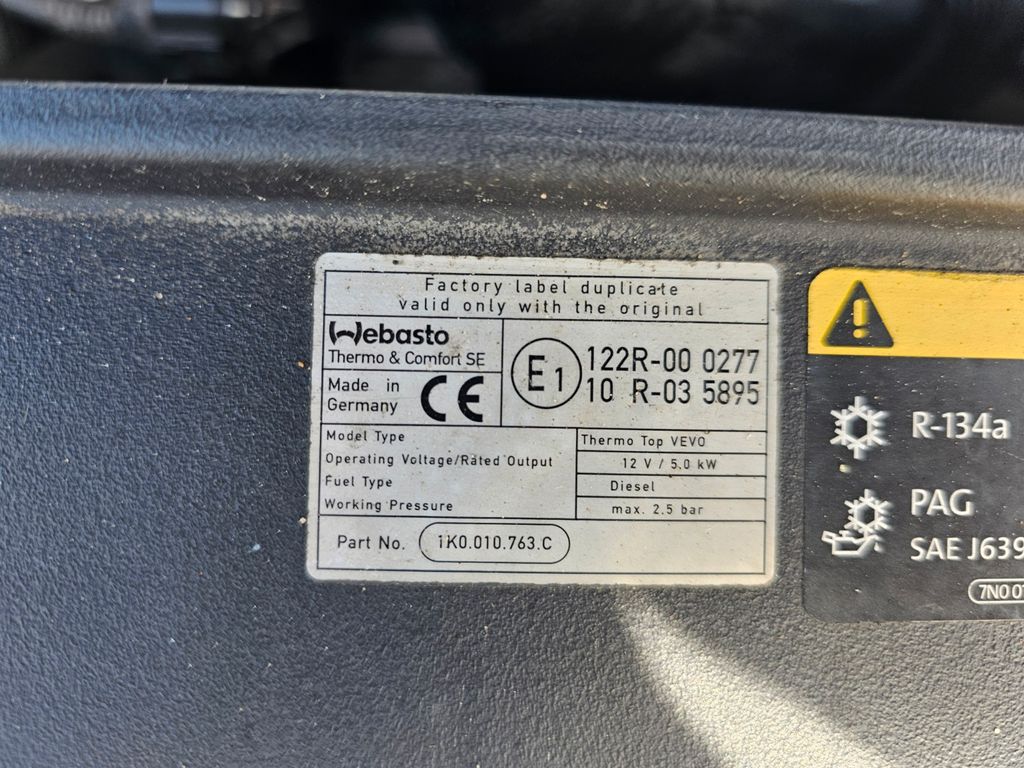 Factory label duplicate
valid only with the original
Webasto
Thermo & Comfort SE
Made in
Germany
CE
E1
122R-00 0277
10 R-03 5895
Model Type
Thermo Top VEVO
Operating Voltage/Rated Output
12 V / 5.0 kW
Fuel Type
Diesel
Working Pressure
max. 2.5 bar
Part No. 1K0.010.763.C
R-134a
PAG
SAE J639
7N0 0